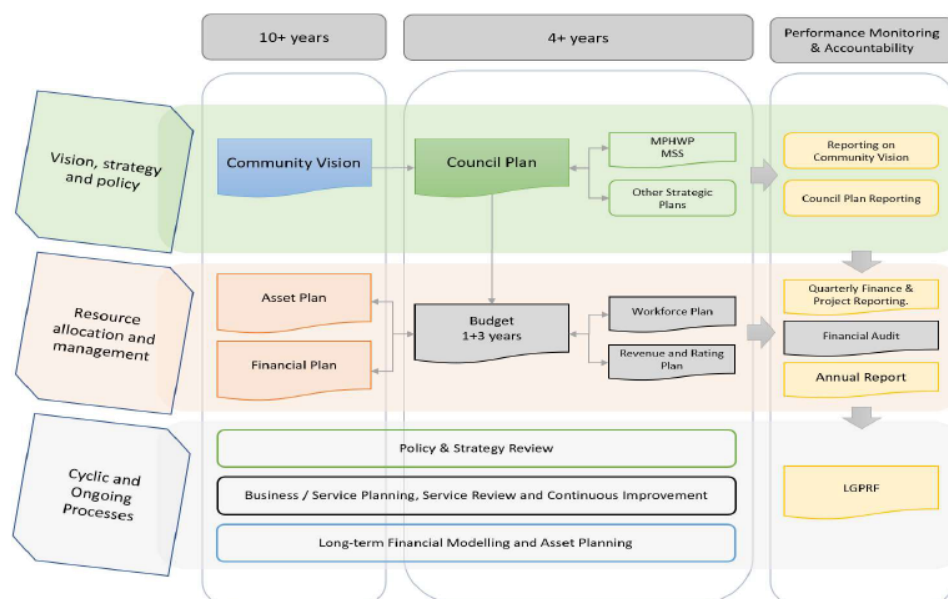 10+ years
4+ years
Performance Monitoring
& Accountability
Vision, strategy
and policy
Community Vision
Council Plan
MPHWP
MSS
Other Strategic
Plans
Reporting on
Community Vision
Council Plan Reporting
Resource
allocation and
management
Asset Plan
Financial Plan
Budget
1+3 years
Workforce Plan
Revenue and Rating
Plan
Quarterly Finance &
Project Reporting.
Financial Audit
Annual Report
Cyclic and
Ongoing
Processes
Policy & Strategy Review
Business / Service Planning, Service Review and Continuous Improvement
Long-term Financial Modelling and Asset Planning
LGPRF